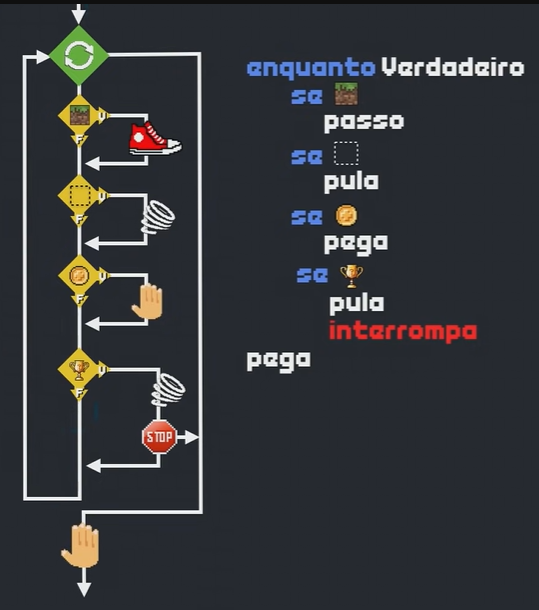 enquanto Verdadeiro
se
passo
se
pula
se
pega
se
pula
interrompa
pega
V
F
V
F
V
F
V
F
STOP